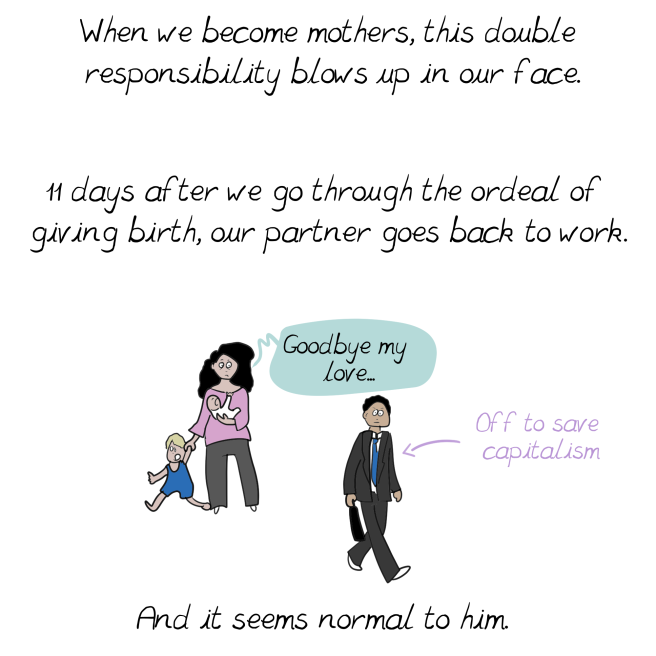 When we become mothers, this double
responsibility blows up in our face.
11 days after we go through the ordeal of
giving birth, our partner goes back to work.
Goodbye my
love...
Off to save
capitalism
And it seems normal to him.